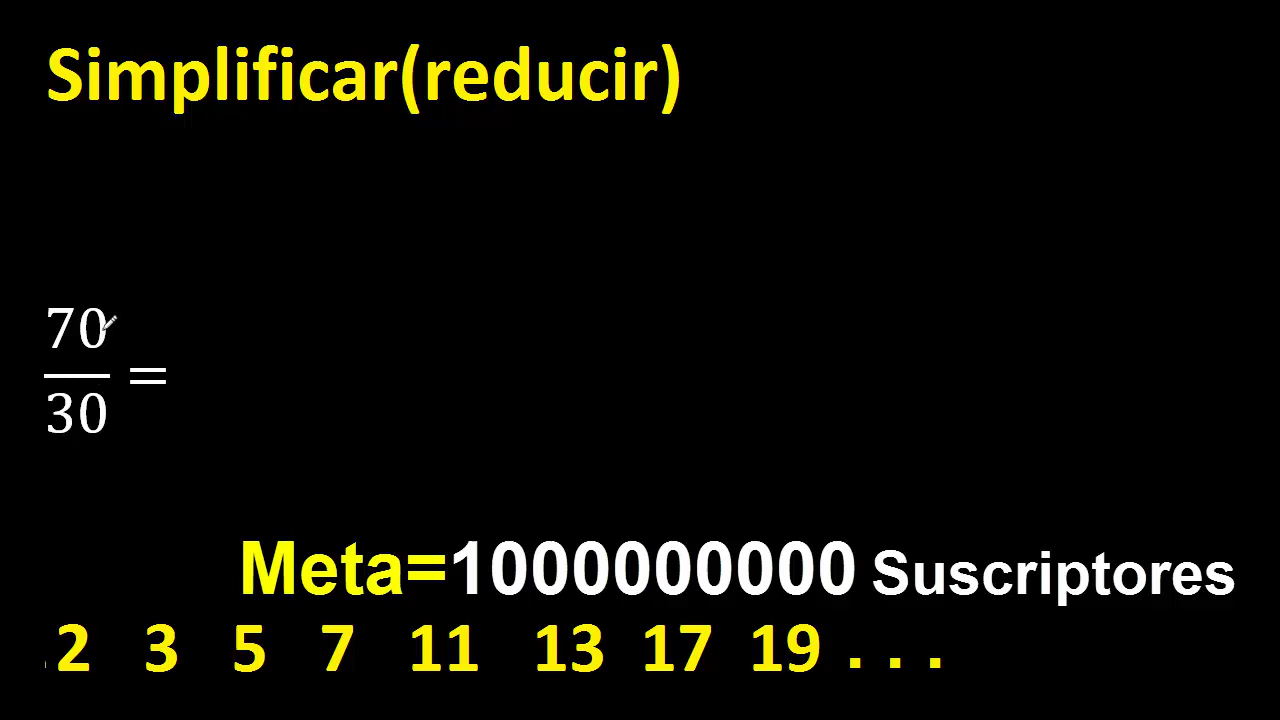 Simplificar(reducir)
70
30
=
Meta=1000000000 Suscriptores
2 3 5 7 11 13 17 19 . . .